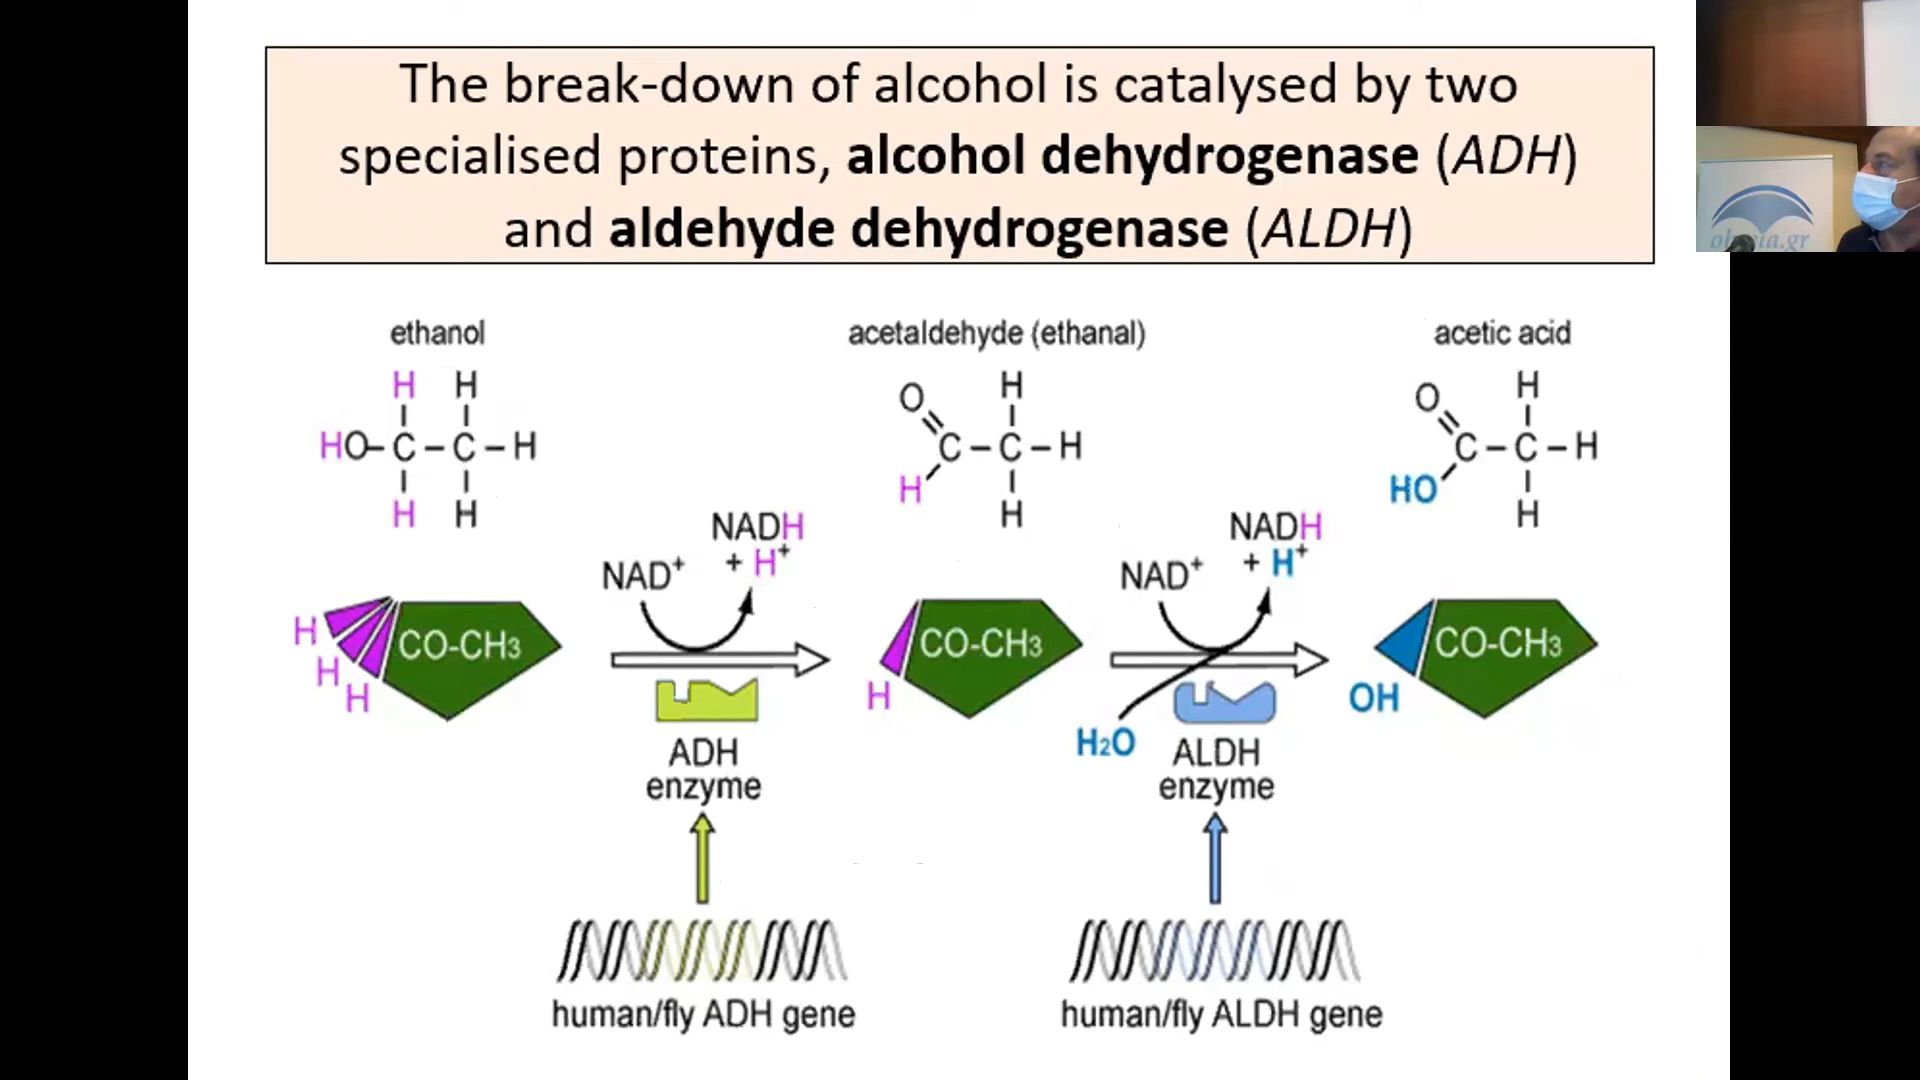 The break-down of alcohol is catalysed by two
specialised proteins, alcohol dehydrogenase (ADH)
and aldehyde dehydrogenase (ALDH)
ethanol
H H
HO-C-C-H
H H
acetaldehyde (ethanal)
O H
C-C-H
H H
acetic acid
O H
C-C-H
HO H
NAD+
NADH
+ H+
NAD+
NADH
+ H+
H
H
H
CO-CH3
H
CO-CH3
OH
CO-CH3
H2O
ADH
enzyme
ALDH
enzyme
human/fly ADH gene
human/fly ALDH gene